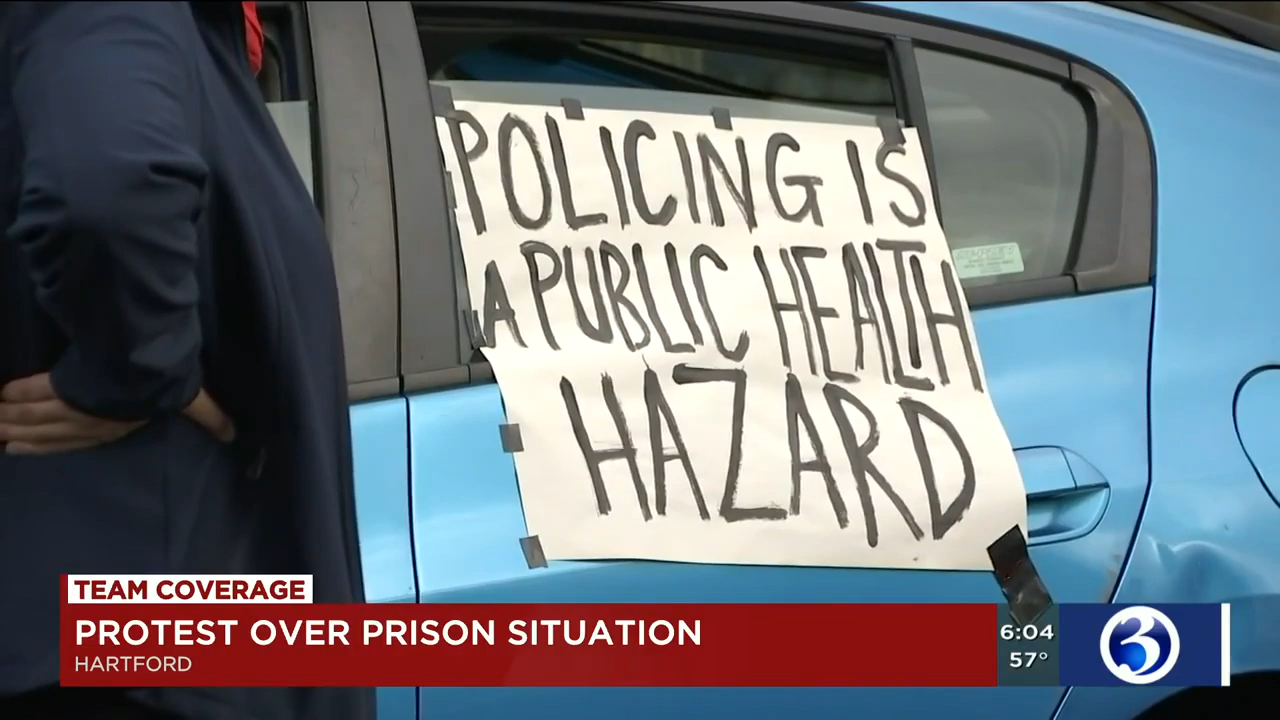 POLICING IS
A PUBLIC HEALTH
HAZARD
TEAM COVERAGE
PROTEST OVER PRISON SITUATION
HARTFORD
6:04
57°
3